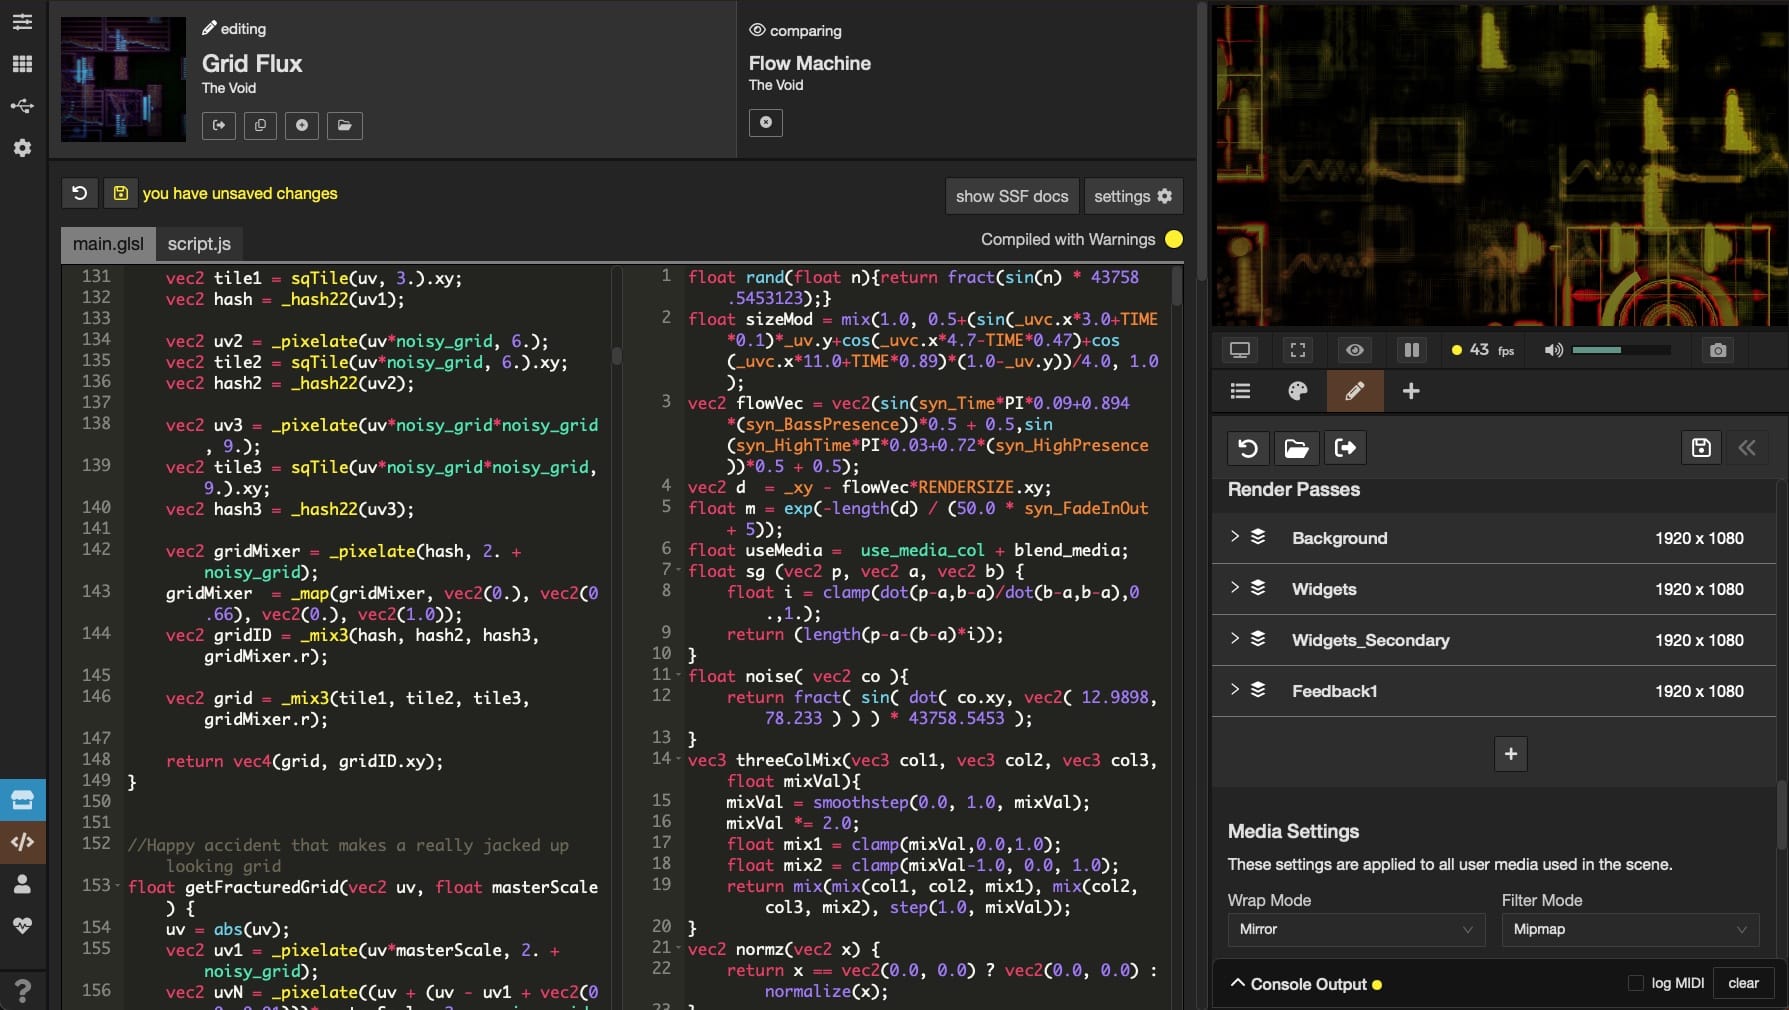 editing
Grid Flux
The Void
comparing
Flow Machine
The Void
you have unsaved changes
show SSF docs
settings
main.glsl
script.js
Compiled with Warnings
131 vec2 tile1 = sqTile(uv, 3.).xy;
132 vec2 hash = _hash22(uv1);
133
134 vec2 uv2 = _pixelate(uv*noisy_grid, 6.);
135 vec2 tile2 = sqTile(uv*noisy_grid, 6.).xy;
136 vec2 hash2 = _hash22(uv2);
137
138 vec2 uv3 = _pixelate(uv*noisy_grid*noisy_grid
, 9.);
139 vec2 tile3 = sqTile(uv*noisy_grid*noisy_grid,
9.).xy;
140 vec2 hash3 = _hash22(uv3);
141
142 vec2 gridMixer = _pixelate(hash, 2. +
noisy_grid);
143 gridMixer  = _map(gridMixer, vec2(0.), vec2(0
.66), vec2(0.), vec2(1.0));
144 vec2 gridID = _mix3(hash, hash2, hash3,
gridMixer.r);
145
146 vec2 grid = _mix3(tile1, tile2, tile3,
gridMixer.r);
147
148 return vec4(grid, gridID.xy);
149 }
150
151
152 //Happy accident that makes a really jacked up
looking grid
153 float getFracturedGrid(vec2 uv, float masterScale
) {
154 uv = abs(uv);
155 vec2 uv1 = _pixelate(uv*masterScale, 2. +
noisy_grid);
156 vec2 uvN = _pixelate((uv + (uv - uv1 + vec2(0
1 float rand(float n){return fract(sin(n) * 43758
.5453123);}
2 float sizeMod = mix(1.0, 0.5+(sin(_uvc.x*3.0+TIME
*0.1)*_uv.y+cos(_uvc.x*4.7-TIME*0.47)+cos
(_uvc.x*11.0+TIME*0.89)*(1.0-_uv.y))/4.0, 1.0
);
3 vec2 flowVec = vec2(sin(syn_Time*PI*0.09+0.894
*(syn_BassPresence))*0.5 + 0.5,sin
(syn_HighTime*PI*0.03+0.72*(syn_HighPresence
))*0.5 + 0.5);
4 vec2 d  = _xy - flowVec*RENDERSIZE.xy;
5 float m = exp(-length(d) / (50.0 * syn_FadeInOut
+ 5));
6 float useMedia =  use_media_col + blend_media;
7 float sg (vec2 p, vec2 a, vec2 b) {
8 float i = clamp(dot(p-a,b-a)/dot(b-a,b-a),0
.,1.);
9 return (length(p-a-(b-a)*i));
10 }
11 float noise( vec2 co ){
12 return fract( sin( dot( co.xy, vec2( 12.9898,
78.233 ) ) ) * 43758.5453 );
13 }
14 vec3 threeColMix(vec3 col1, vec3 col2, vec3 col3,
float mixVal){
15 mixVal = smoothstep(0.0, 1.0, mixVal);
16 mixVal *= 2.0;
17 float mix1 = clamp(mixVal,0.0,1.0);
18 float mix2 = clamp(mixVal-1.0, 0.0, 1.0);
19 return mix(mix(col1, col2, mix1), mix(col2,
col3, mix2), step(1.0, mixVal));
20 }
21 vec2 normz(vec2 x) {
22 return x == vec2(0.0, 0.0) ? vec2(0.0, 0.0) :
normalize(x);
43 fps
Render Passes
Background 1920 x 1080
Widgets 1920 x 1080
Widgets_Secondary 1920 x 1080
Feedback1 1920 x 1080
Media Settings
These settings are applied to all user media used in the scene.
Wrap Mode
Filter Mode
Mirror
Mipmap
Console Output
log MIDI
clear